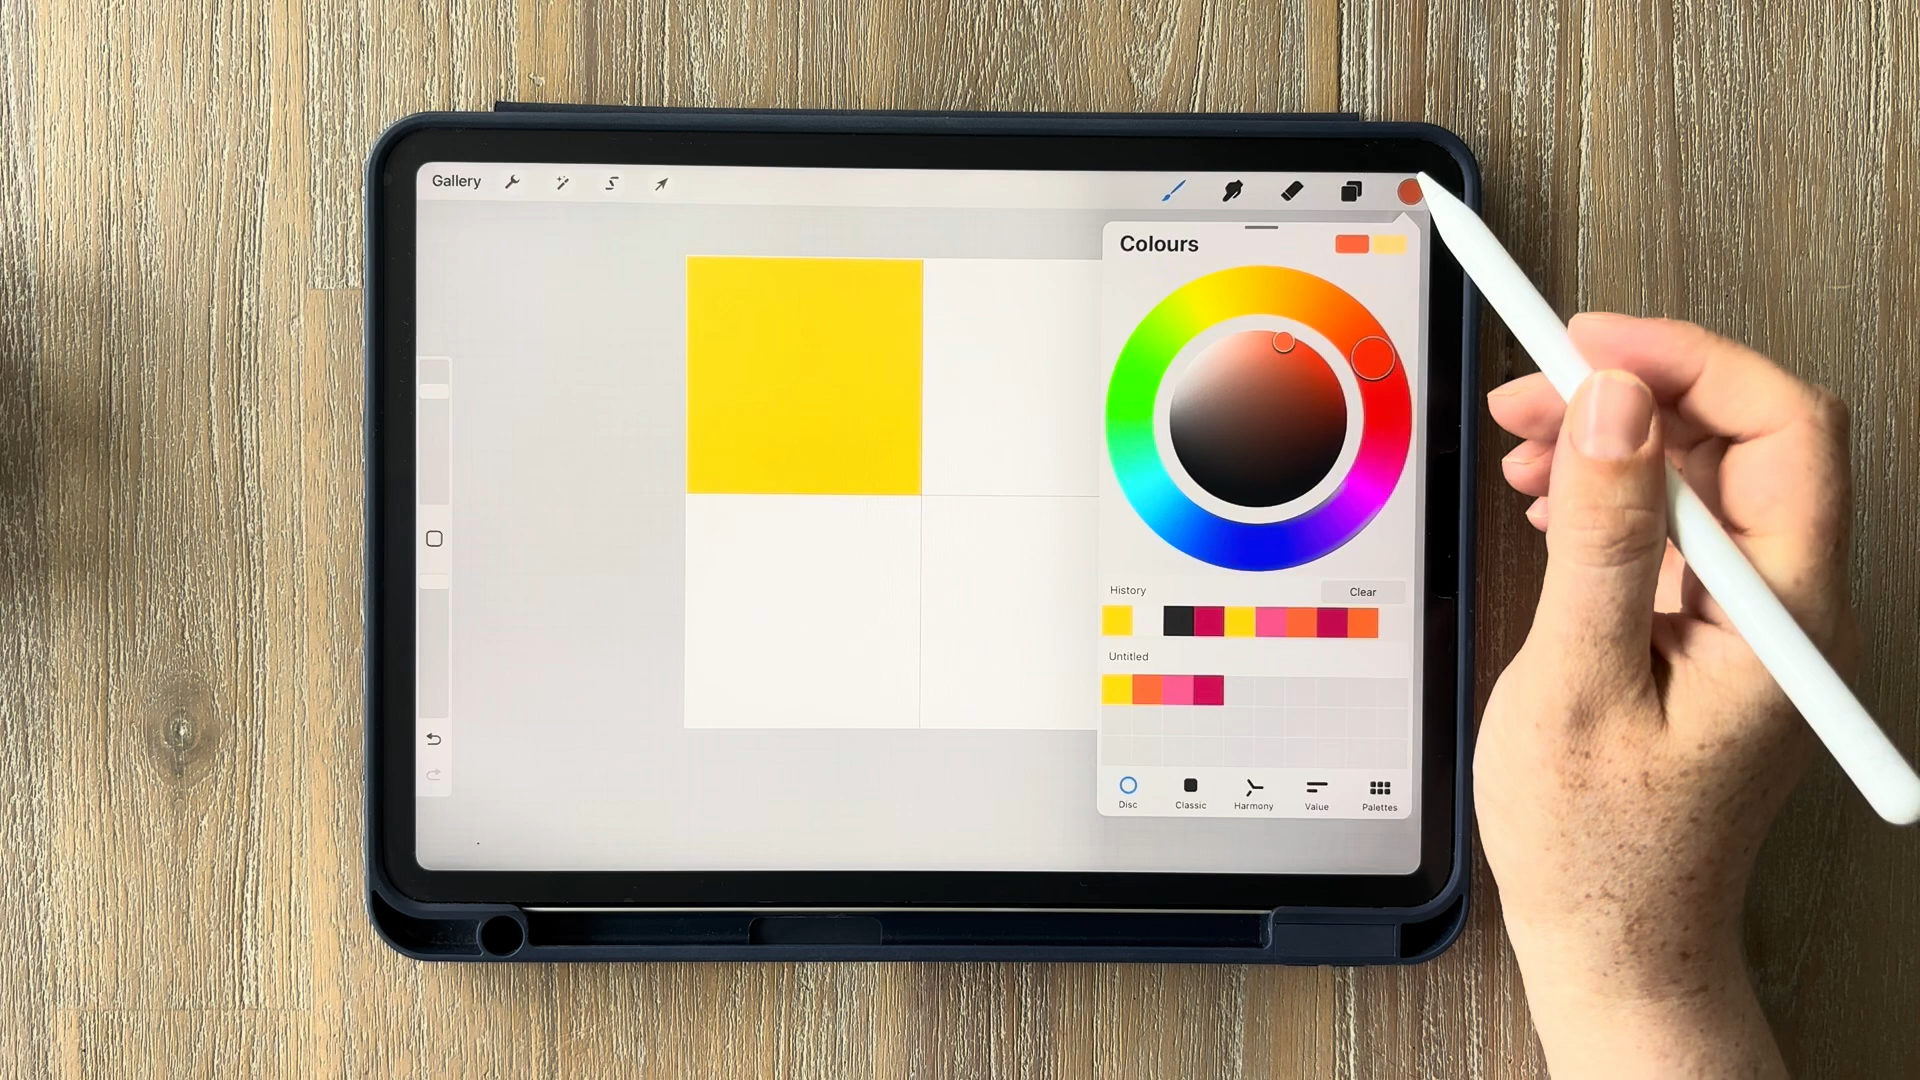 Gallery
Colours
History
Clear
Untitled
Disc
Classic
Harmony
Value
Palettes